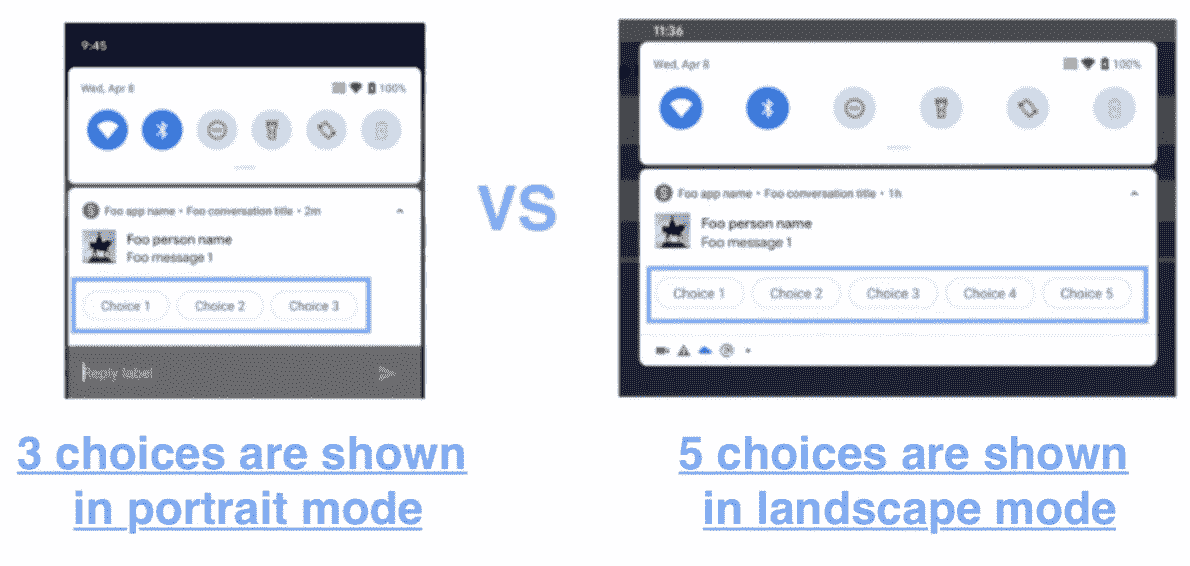 9:45
Wed, Apr 8
100%
Foo app name • Foo conversation title • 2m
Foo person name
Foo message 1
Choice 1
Choice 2
Choice 3
Reply label
VS
11:36
Wed, Apr 8
100%
Foo app name • Foo conversation title • 1h
Foo person name
Foo message 1
Choice 1
Choice 2
Choice 3
Choice 4
Choice 5
3 choices are shown
in portrait mode
5 choices are shown
in landscape mode